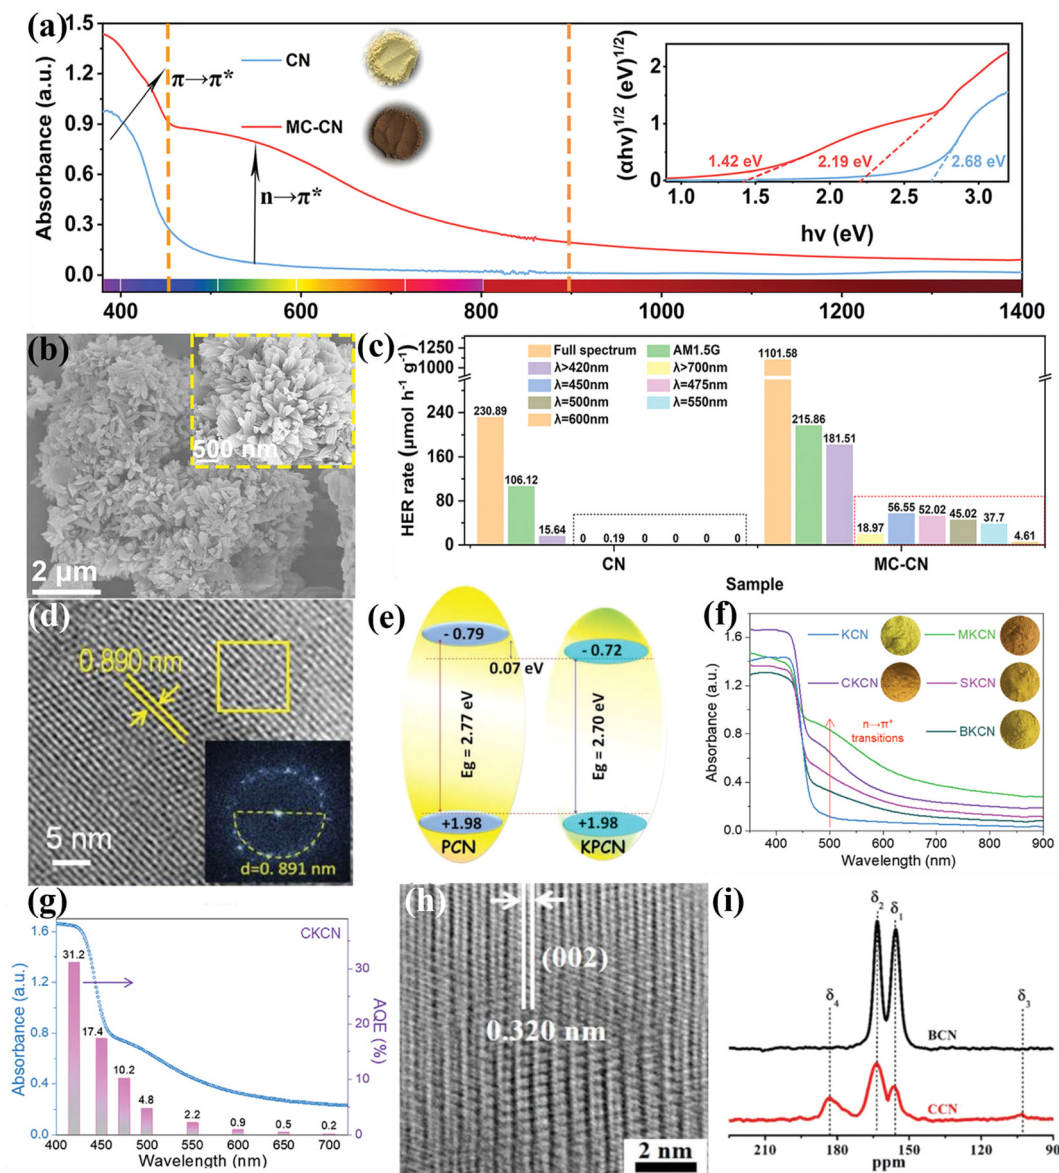 (a)
Absorbance (a.u.)
1.5
1.2
0.9
0.6
0.3
0.0
π→π*
n→π*
CN
MC-CN
400
600
800
1000
1200
1400
(αhν)1/2 (eV)1/2
2
1
0
1.42 eV
2.19 eV
2.68 eV
1.0
1.5
2.0
2.5
3.0
hν (eV)
(b)
500 nm
2 μm
(c)
HER rate (μmol h-1 g-1)
1250
1000
240
160
80
0
Full spectrum
AM1.5G
λ>420nm
λ>700nm
λ=450nm
λ=475nm
λ=500nm
λ=550nm
λ=600nm
230.89
106.12
15.64
0
0.19
0
0
0
0
1101.58
215.86
181.51
18.97
56.55
52.02
45.02
37.7
4.61
CN
MC-CN
Sample
(d)
0.890 nm
5 nm
d=0. 891 nm
(e)
- 0.79
- 0.72
0.07 eV
Eg = 2.77 eV
Eg = 2.70 eV
+1.98
+1.98
PCN
KPCN
(f)
Absorbance (a.u.)
1.6
1.2
0.8
0.4
0.0
KCN
MKCN
CKCN
SKCN
BKCN
n→π*
transitions
400
500
600
700
800
900
Wavelength (nm)
(g)
CKCN
Absorbance (a.u.)
1.6
1.2
0.8
0.4
0.0
31.2
17.4
10.2
4.8
2.2
0.9
0.5
0.2
30
20
10
0
AQE (%)
400
450
500
550
600
650
700
Wavelength (nm)
(h)
(002)
0.320 nm
2 nm
(i)
δ2
δ1
δ4
δ3
BCN
CCN
210
180
150
120
90
ppm